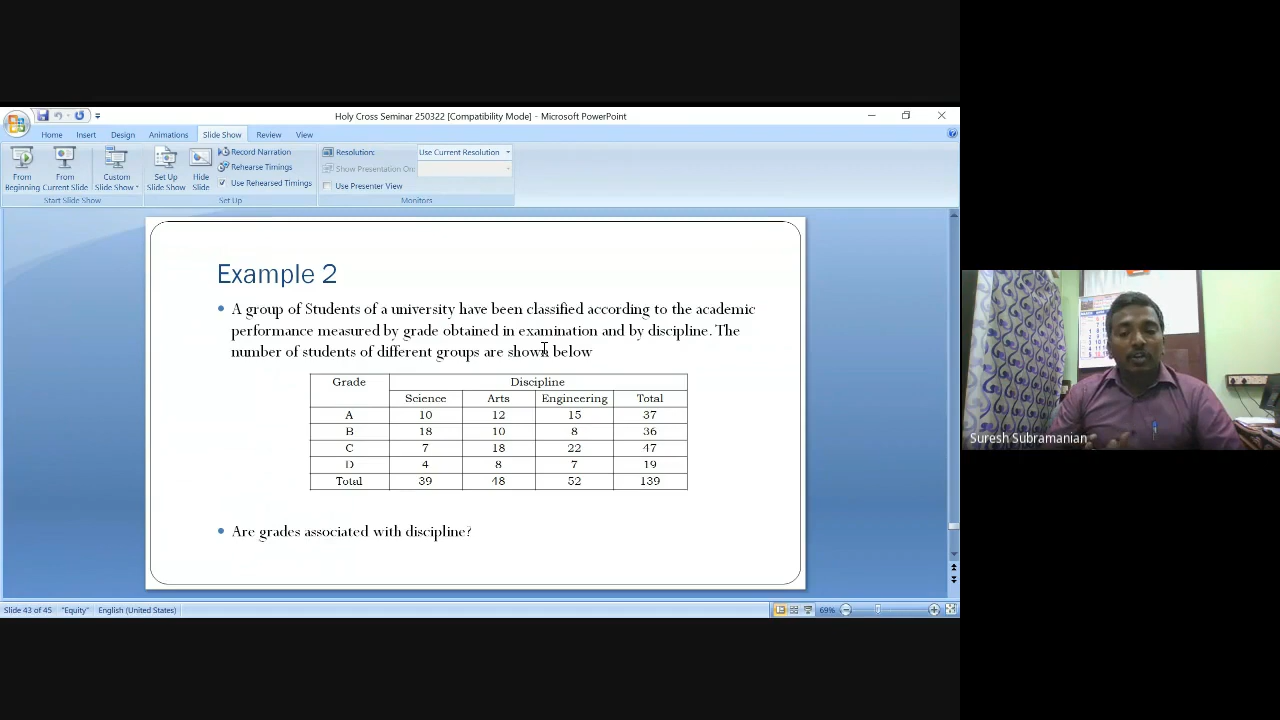 Holy Cross Seminar 250322 [Compatibility Mode] - Microsoft PowerPoint
Home Insert Design Animations Slide Show Review View
From Beginning
From Current Slide
Custom Slide Show
Start Slide Show
Set Up Slide Show
Hide Slide
Record Narration
Rehearse Timings
Use Rehearsed Timings
Set Up
Resolution: Use Current Resolution
Show Presentation On:
Use Presenter View
Monitors
Example 2
A group of Students of a university have been classified according to the academic
performance measured by grade obtained in examination and by discipline. The
number of students of different groups are shown below
Grade Discipline
Science Arts Engineering Total
A 10 12 15 37
B 18 10 8 36
C 7 18 22 47
D 4 8 7 19
Total 39 48 52 139
Are grades associated with discipline?
Suresh Subramanian
Slide 43 of 45 "Equity" English (United States) 69%